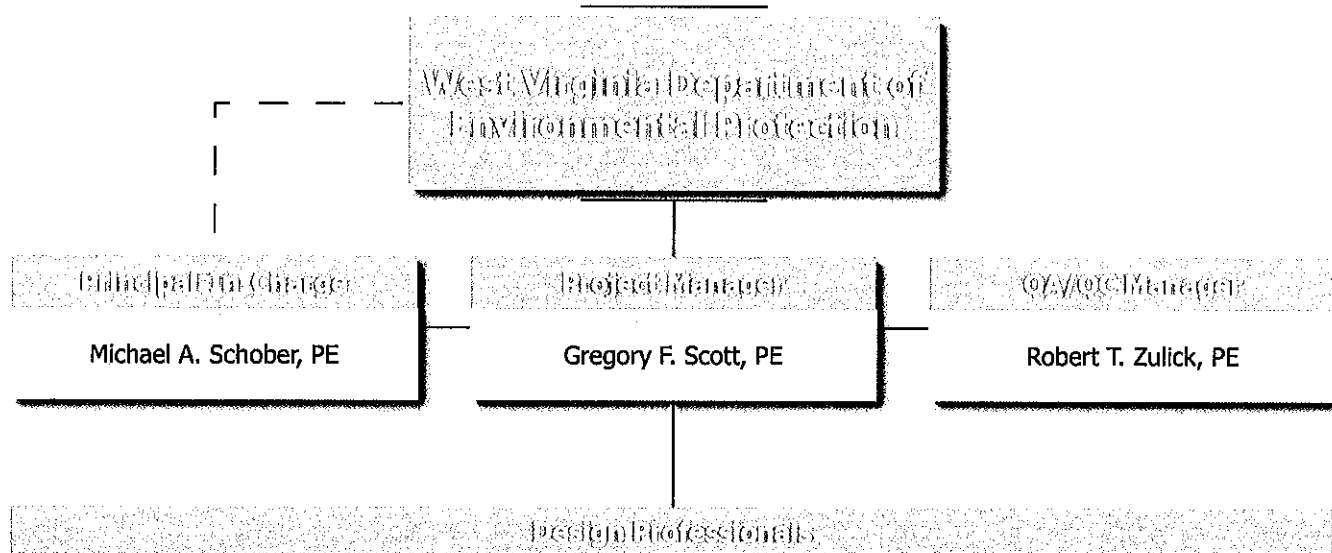 West Virginia Department of
Environmental Protection
Principal In Charge
Project Manager
QA/QC Manager
Michael A. Schober, PE
Gregory F. Scott, PE
Robert T. Zulick, PE
Design Professionals